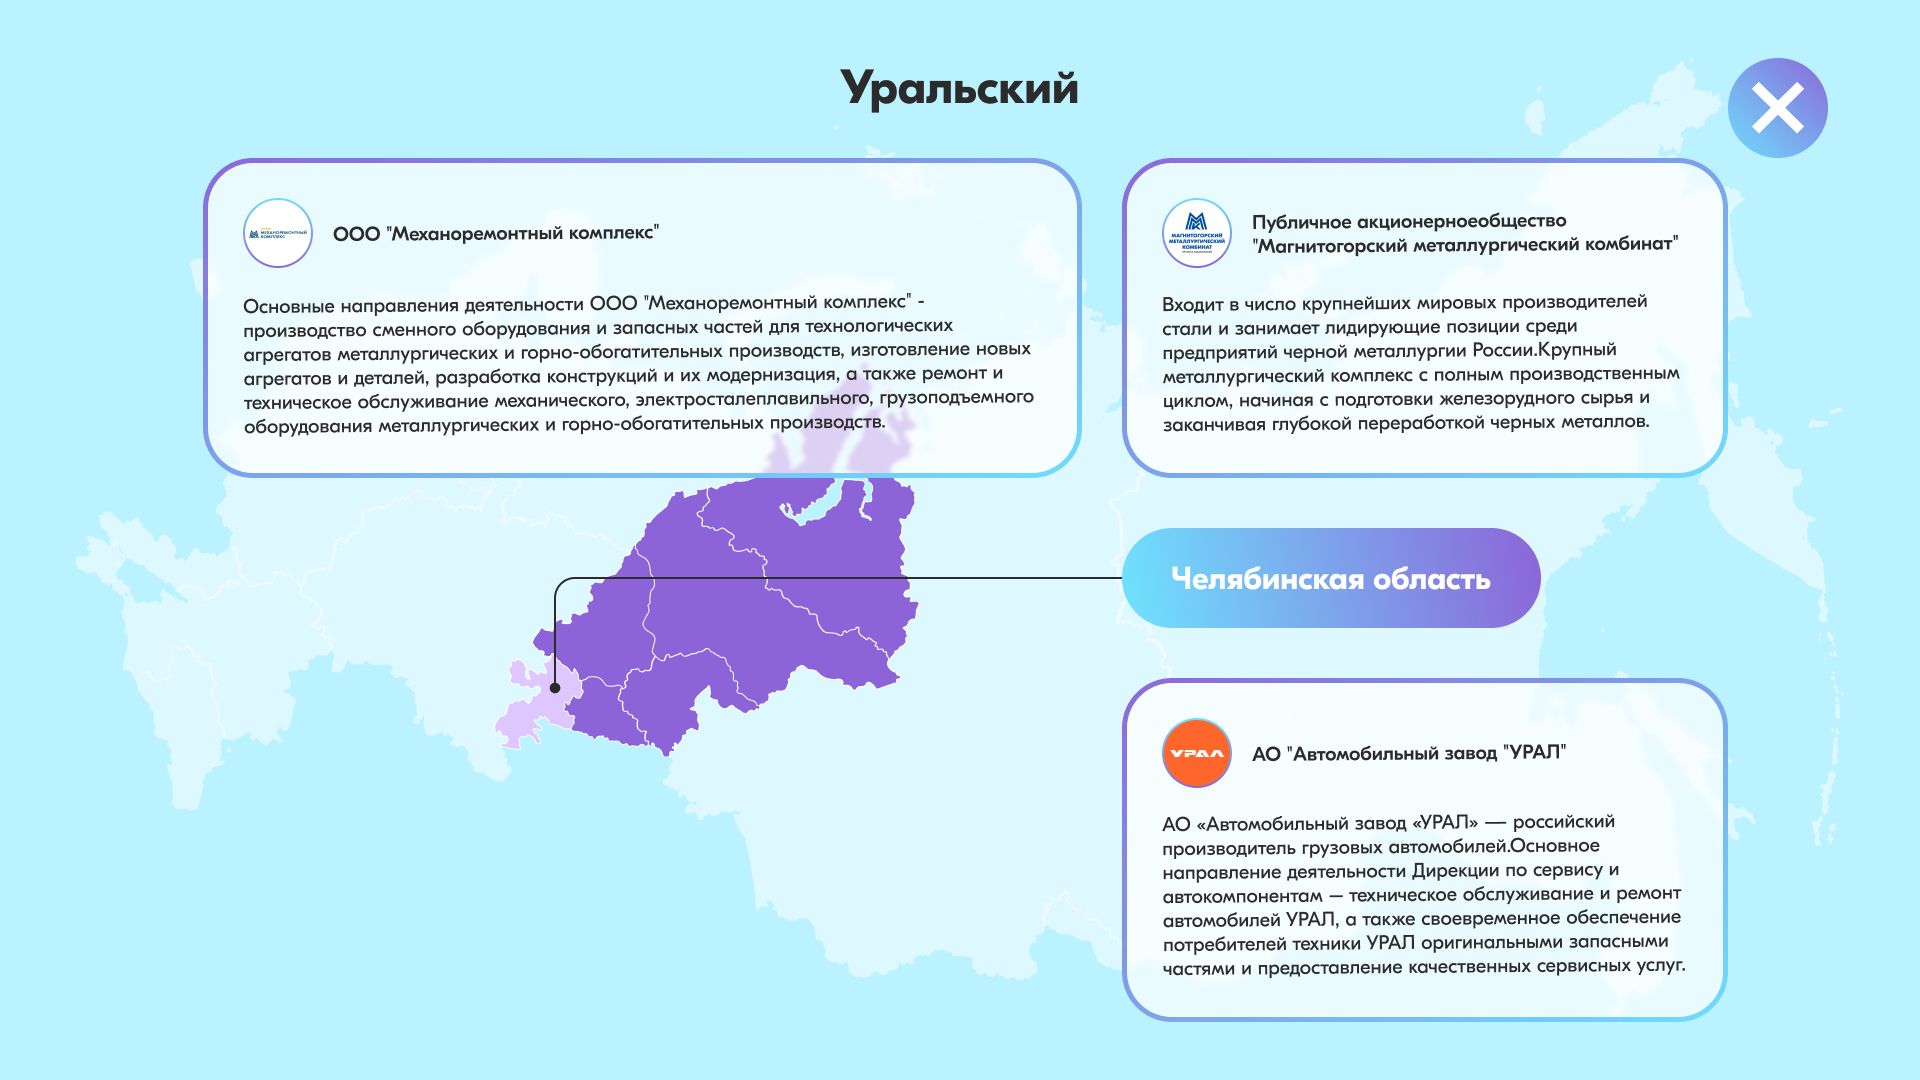 Уральский
МЕХАНОРЕМОНТНЫЙ
КОМПЛЕКС
ООО "Механоремонтный комплекс"
Основные направления деятельности ООО "Механоремонтный комплекс" -
производство сменного оборудования и запасных частей для технологических
агрегатов металлургических и горно-обогатительных производств, изготовление новых
агрегатов и деталей, разработка конструкций и их модернизация, а также ремонт и
техническое обслуживание механического, электросталеплавильного, грузоподъемного
оборудования металлургических и горно-обогатительных производств.
МАГНИТОГОРСКИЙ
МЕТАЛЛУРГИЧЕСКИЙ
КОМБИНАТ
Публичное акционерноеобщество
"Магнитогорский металлургический комбинат"
Входит в число крупнейших мировых производителей
стали и занимает лидирующие позиции среди
предприятий черной металлургии России.Крупный
металлургический комплекс с полным производственным
циклом, начиная с подготовки железорудного сырья и
заканчивая глубокой переработкой черных металлов.
Челябинская область
УРАЛ
АО "Автомобильный завод "УРАЛ"
АО «Автомобильный завод «УРАЛ» — российский
производитель грузовых автомобилей.Основное
направление деятельности Дирекции по сервису и
автокомпонентам – техническое обслуживание и ремонт
автомобилей УРАЛ, а также своевременное обеспечение
потребителей техники УРАЛ оригинальными запасными
частями и предоставление качественных сервисных услуг.